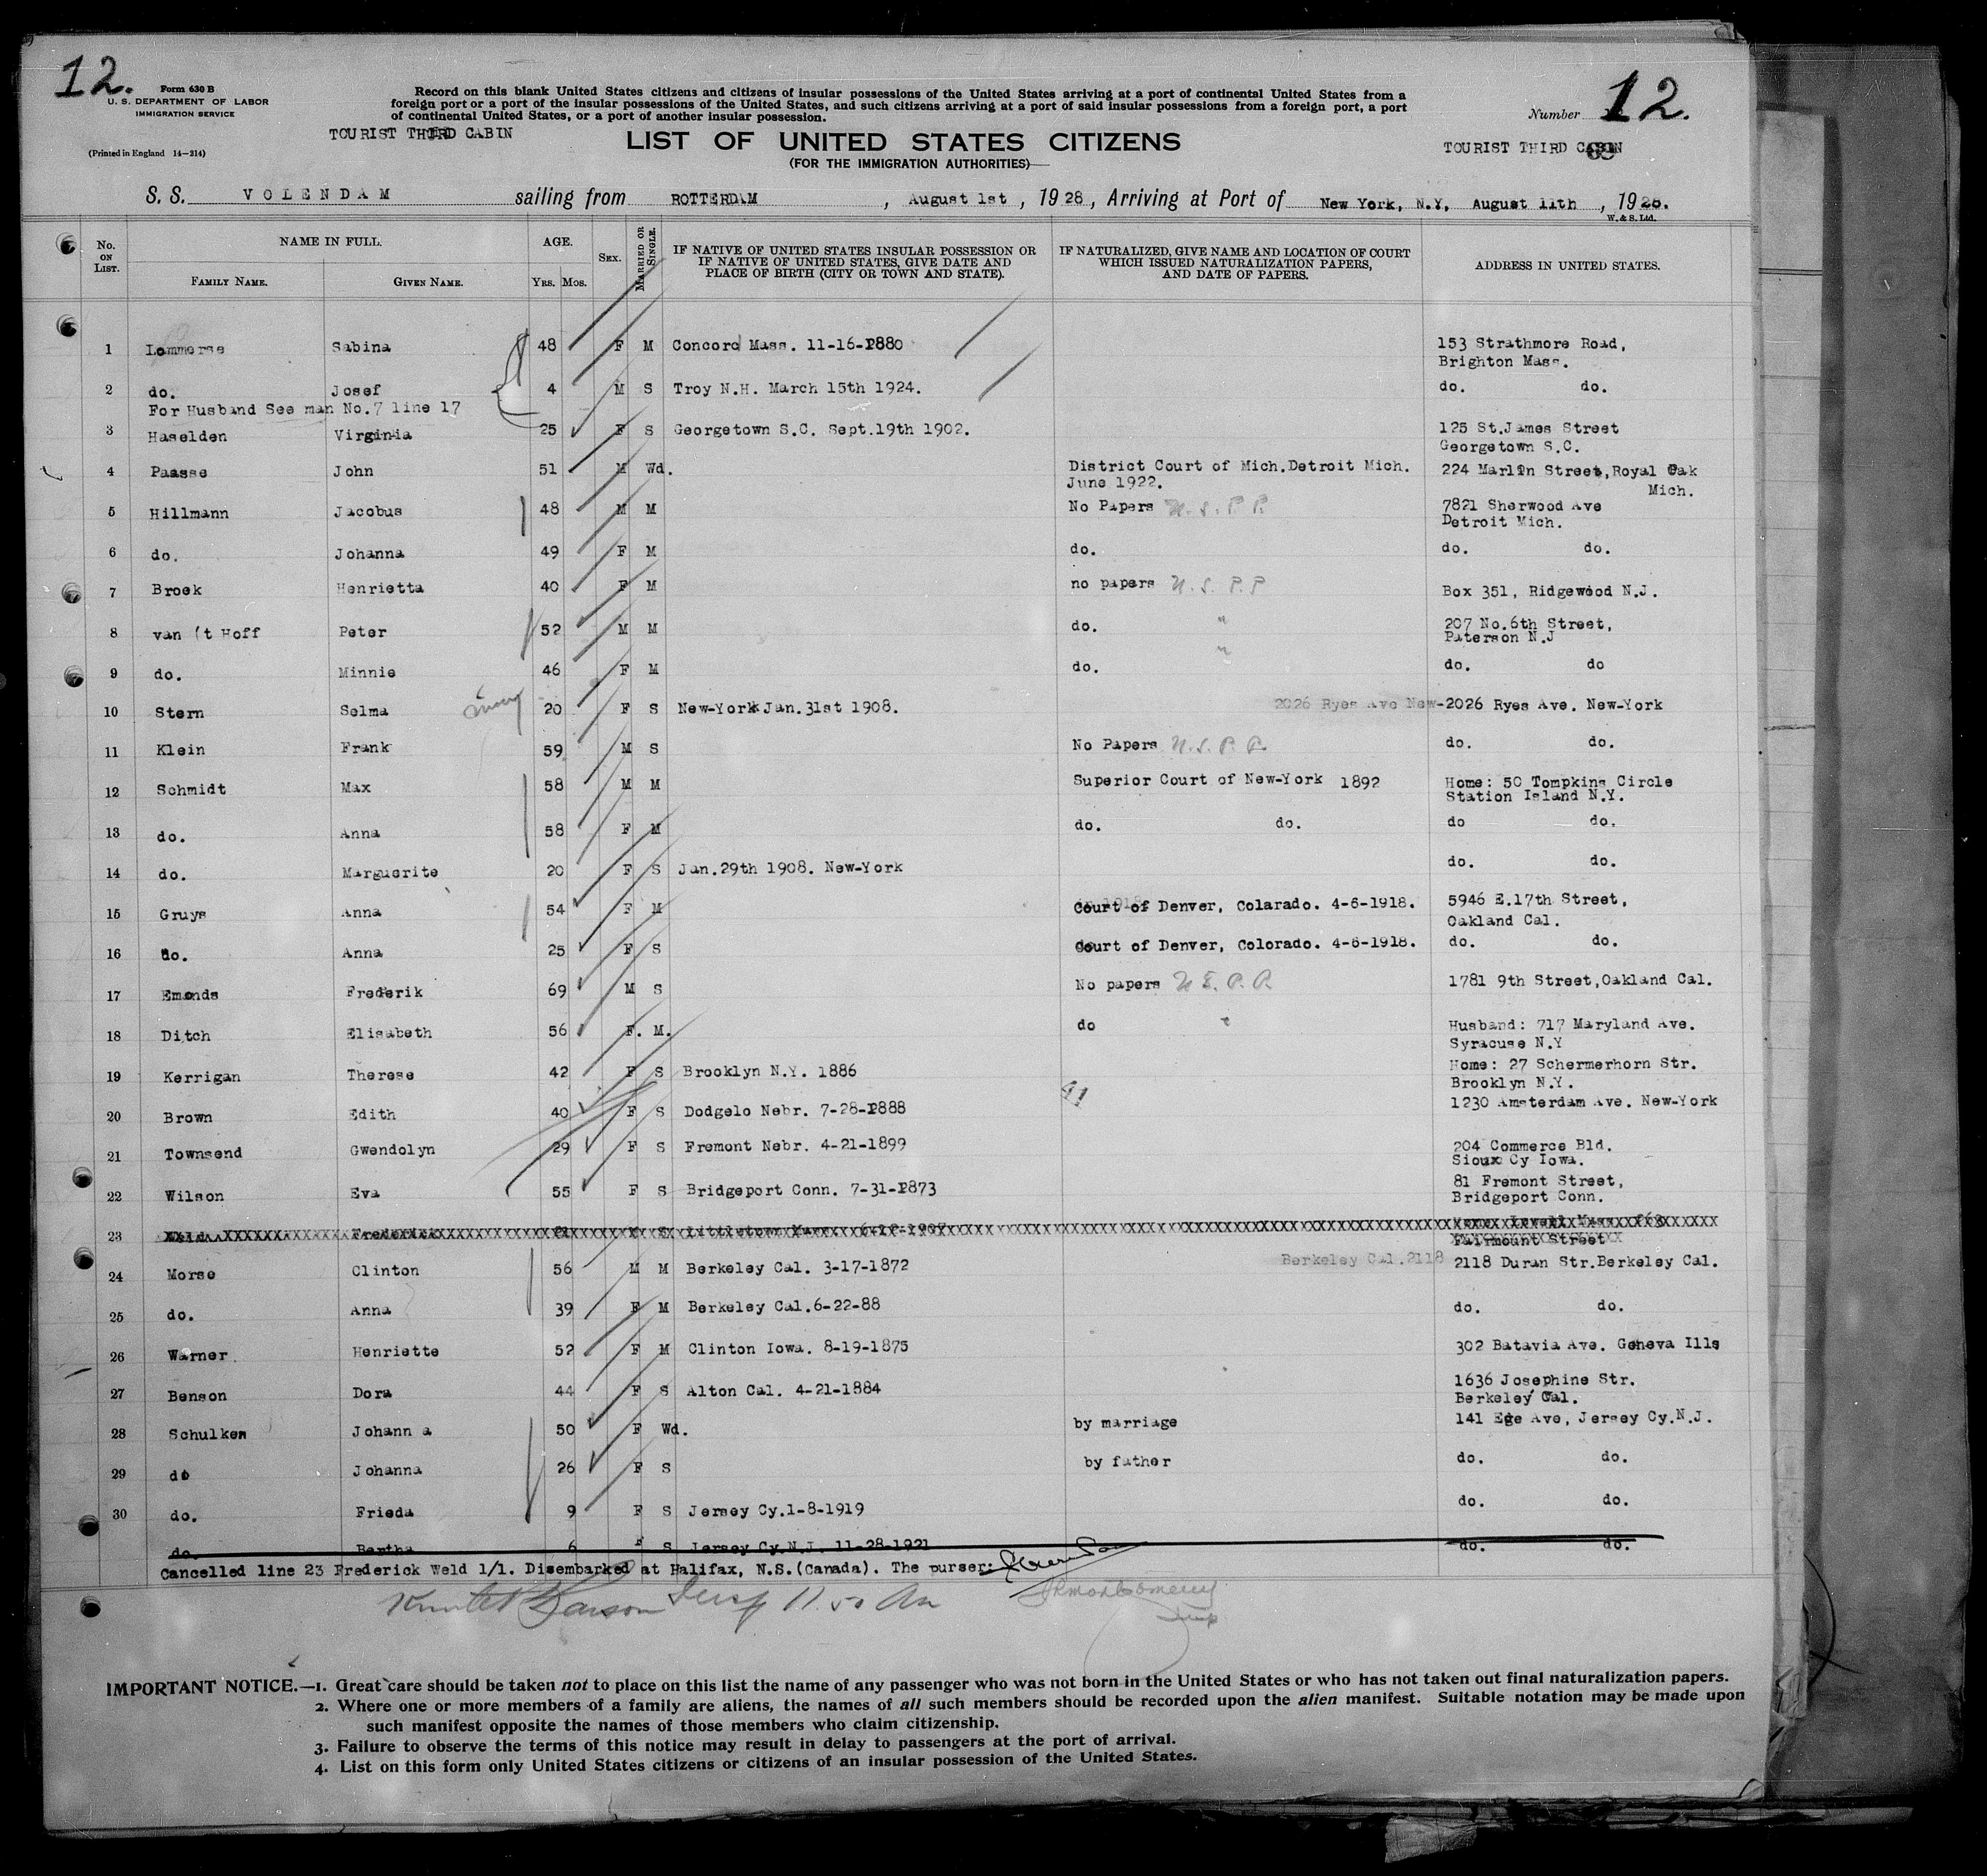 12.
Form 630 B
U. S. DEPARTMENT OF LABOR
IMMIGRATION SERVICE
(Printed in England 14—214)
Record on this blank United States citizens and citizens of insular possessions of the United States arriving at a port of continental United States from a
foreign port or a port of the insular possessions of the United States, and such citizens arriving at a port of said insular possessions from a foreign port, a port
of continental United States, or a port of another insular possession.
Number 12.
TOURIST THIRD CABIN
LIST OF UNITED STATES CITIZENS
TOURIST THIRD CABIN
(FOR THE IMMIGRATION AUTHORITIES)
S. S. VOLENDAM sailing from ROTTERDAM, August 1st, 1928, Arriving at Port of New York, N.Y, August 11th, 1928.
W. & S. Ltd.
No. ON LIST. NAME IN FULL. AGE. SEX. MARRIED OR SINGLE. IF NATIVE OF UNITED STATES INSULAR POSSESSION OR IF NATIVE OF UNITED STATES, GIVE DATE AND PLACE OF BIRTH (CITY OR TOWN AND STATE). IF NATURALIZED, GIVE NAME AND LOCATION OF COURT WHICH ISSUED NATURALIZATION PAPERS, AND DATE OF PAPERS. ADDRESS IN UNITED STATES.
FAMILY NAME. GIVEN NAME. YRS. MOS.
1 Lommerse Sabina 48 F M Concord Mass. 11-16-1880 153 Strathmore Road,
Brighton Mass.
2 do. Josef 4 M S Troy N.H. March 15th 1924. do. do.
For Husband See man No.7 line 17
3 Haselden Virginia 25 F S Georgetown S.C. Sept.19th 1902. 125 St.James Street
Georgetown S.C.
4 Paasse John 51 M Wd. District Court of Mich.Detroit Mich. 224 Marlin Street,Royal Oak
June 1922. Mich.
5 Hillmann Jacobus 48 M M No Papers U.S.P.P. 7821 Sherwood Ave
Detroit Mich.
6 do. Johanna 49 F M do. do. do.
7 Broek Henrietta 40 F M no papers U.S.P.P Box 351, Ridgewood N.J.
8 van 't Hoff Peter 52 M M do. " 207 No.6th Street,
Paterson N.J
9 do. Minnie 46 F M do. " do. do
10 Stern Selma 20 F S New-York Jan.31st 1908. 2026 Ryes Ave New-2026 Ryes Ave. New-York
11 Klein Frank 59 M S No Papers U.S.P.P. do. do.
12 Schmidt Max 58 M M Superior Court of New-York 1892 Home: 50 Tompkins Circle
Station Island N.Y.
13 do. Anna 58 F M do. do. do do.
14 do. Marguerite 20 F S Jan.29th 1908. New-York do. do.
15 Gruys Anna 54 F M Court of Denver, Colarado. 4-6-1918. 5946 E.17th Street,
Oakland Cal.
16 do. Anna 25 F S Court of Denver, Colorado. 4-6-1918. do. do.
17 Emonds Frederik 69 M S No papers U.S.P.P. 1781 9th Street,Oakland Cal.
18 Ditch Elisabeth 56 F. M. do " Husband: 717 Maryland Ave.
Syracuse N.Y
19 Kerrigan Therese 42 F S Brooklyn N.Y. 1886 Home: 27 Schermerhorn Str.
Brooklyn N.Y.
20 Brown Edith 40 F S Dodgelo Nebr. 7-28-1888 1230 Amsterdam Ave. New-York
21 Townsend Gwendolyn 29 F S Fremont Nebr. 4-21-1899 204 Commerce Bld.
Sioux Cy Iowa.
22 Wilson Eva 55 F S Bridgeport Conn. 7-31-1873 81 Fremont Street,
Bridgeport Conn.
23 Weld Frederick 21 M S Littletown Mass. Home: Lowell Mass. 263
Fairmount Street
24 Morse Clinton 56 M M Berkeley Cal. 3-17-1872 Berkeley Cal.2118 2118 Duran Str.Berkeley Cal.
25 do. Anna 39 F M Berkeley Cal.6-22-88 do. do.
26 Warner Henriette 52 F M Clinton Iowa. 8-19-1875 302 Batavia Ave. Geneva Ills
27 Benson Dora 44 F S Alton Cal. 4-21-1884 1636 Josephine Str.
Berkeley Cal.
28 Schulken Johann a 50 F Wd. by marriage 141 Ege Ave, Jersey Cy.N.J.
29 do Johanna 26 F S by father do. do.
30 do. Frieda 9 F S Jersey Cy.1-8-1919 do. do.
do. Bertha 6 F S Jersey Cy.N.J. 11-28-1921 do. do.
Cancelled line 23 Frederick Weld 1/1. Disembarked at Halifax, N.S.(Canada). The purser:
IMPORTANT NOTICE.—1. Great care should be taken not to place on this list the name of any passenger who was not born in the United States or who has not taken out final naturalization papers.
2. Where one or more members of a family are aliens, the names of all such members should be recorded upon the alien manifest. Suitable notation may be made upon
such manifest opposite the names of those members who claim citizenship.
3. Failure to observe the terms of this notice may result in delay to passengers at the port of arrival.
4. List on this form only United States citizens or citizens of an insular possession of the United States.